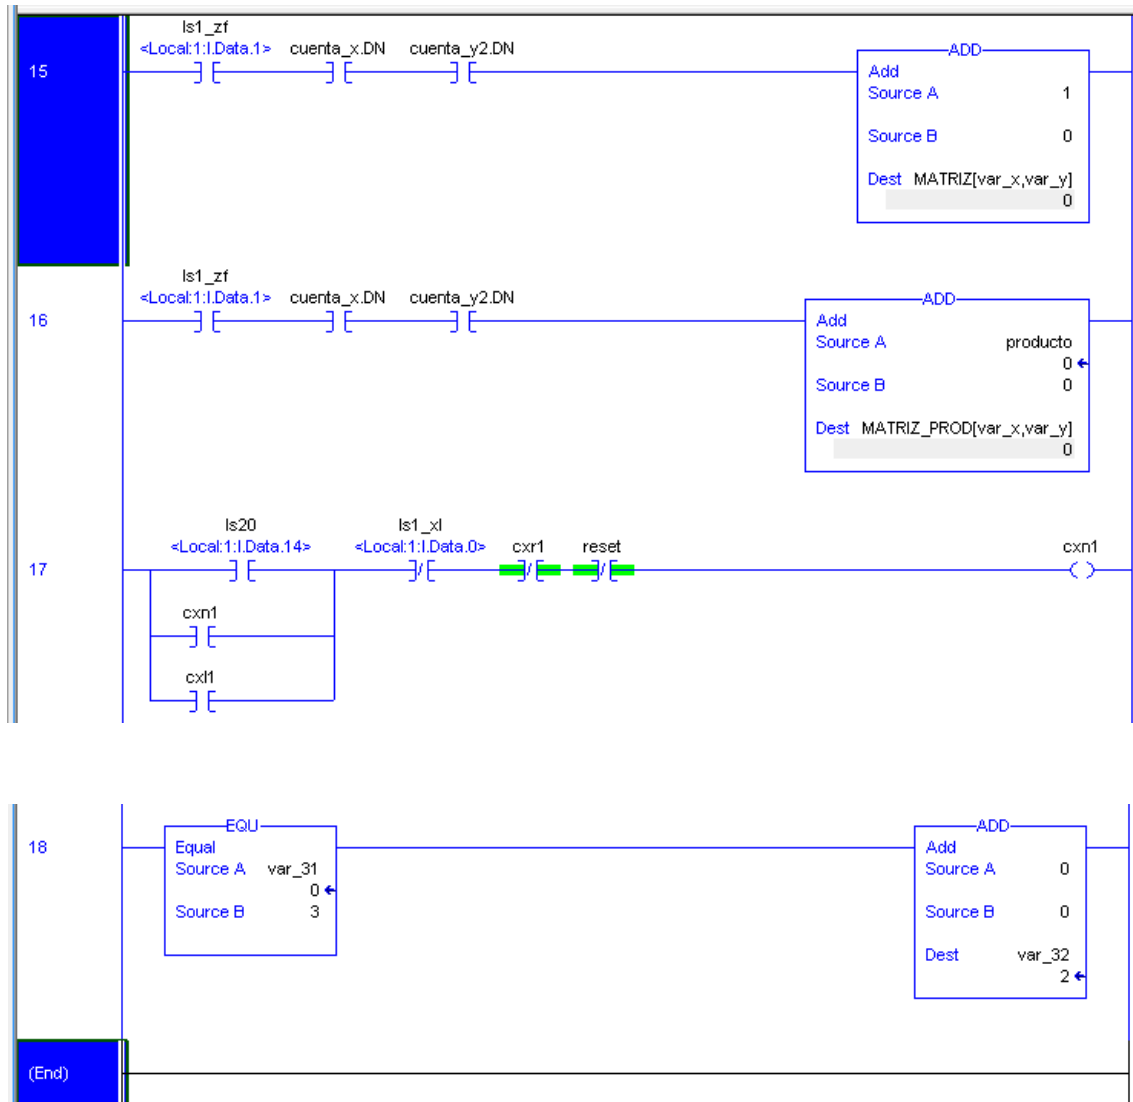 ls1_zf
<Local:1:I.Data.1> cuenta_x.DN cuenta_y2.DN
15
ADD
Add
Source A 1
Source B 0
Dest MATRIZ[var_x,var_y]
0
ls1_zf
<Local:1:I.Data.1> cuenta_x.DN cuenta_y2.DN
16
ADD
Add
Source A producto
0
Source B 0
Dest MATRIZ_PROD[var_x,var_y]
0
ls20 ls1_xl
<Local:1:I.Data.14> <Local:1:I.Data.0> cxr1 reset cxn1
17
cxn1
cxl1
18
EQU
Equal
Source A var_31
0
Source B 3
ADD
Add
Source A 0
Source B 0
Dest var_32
2
(End)